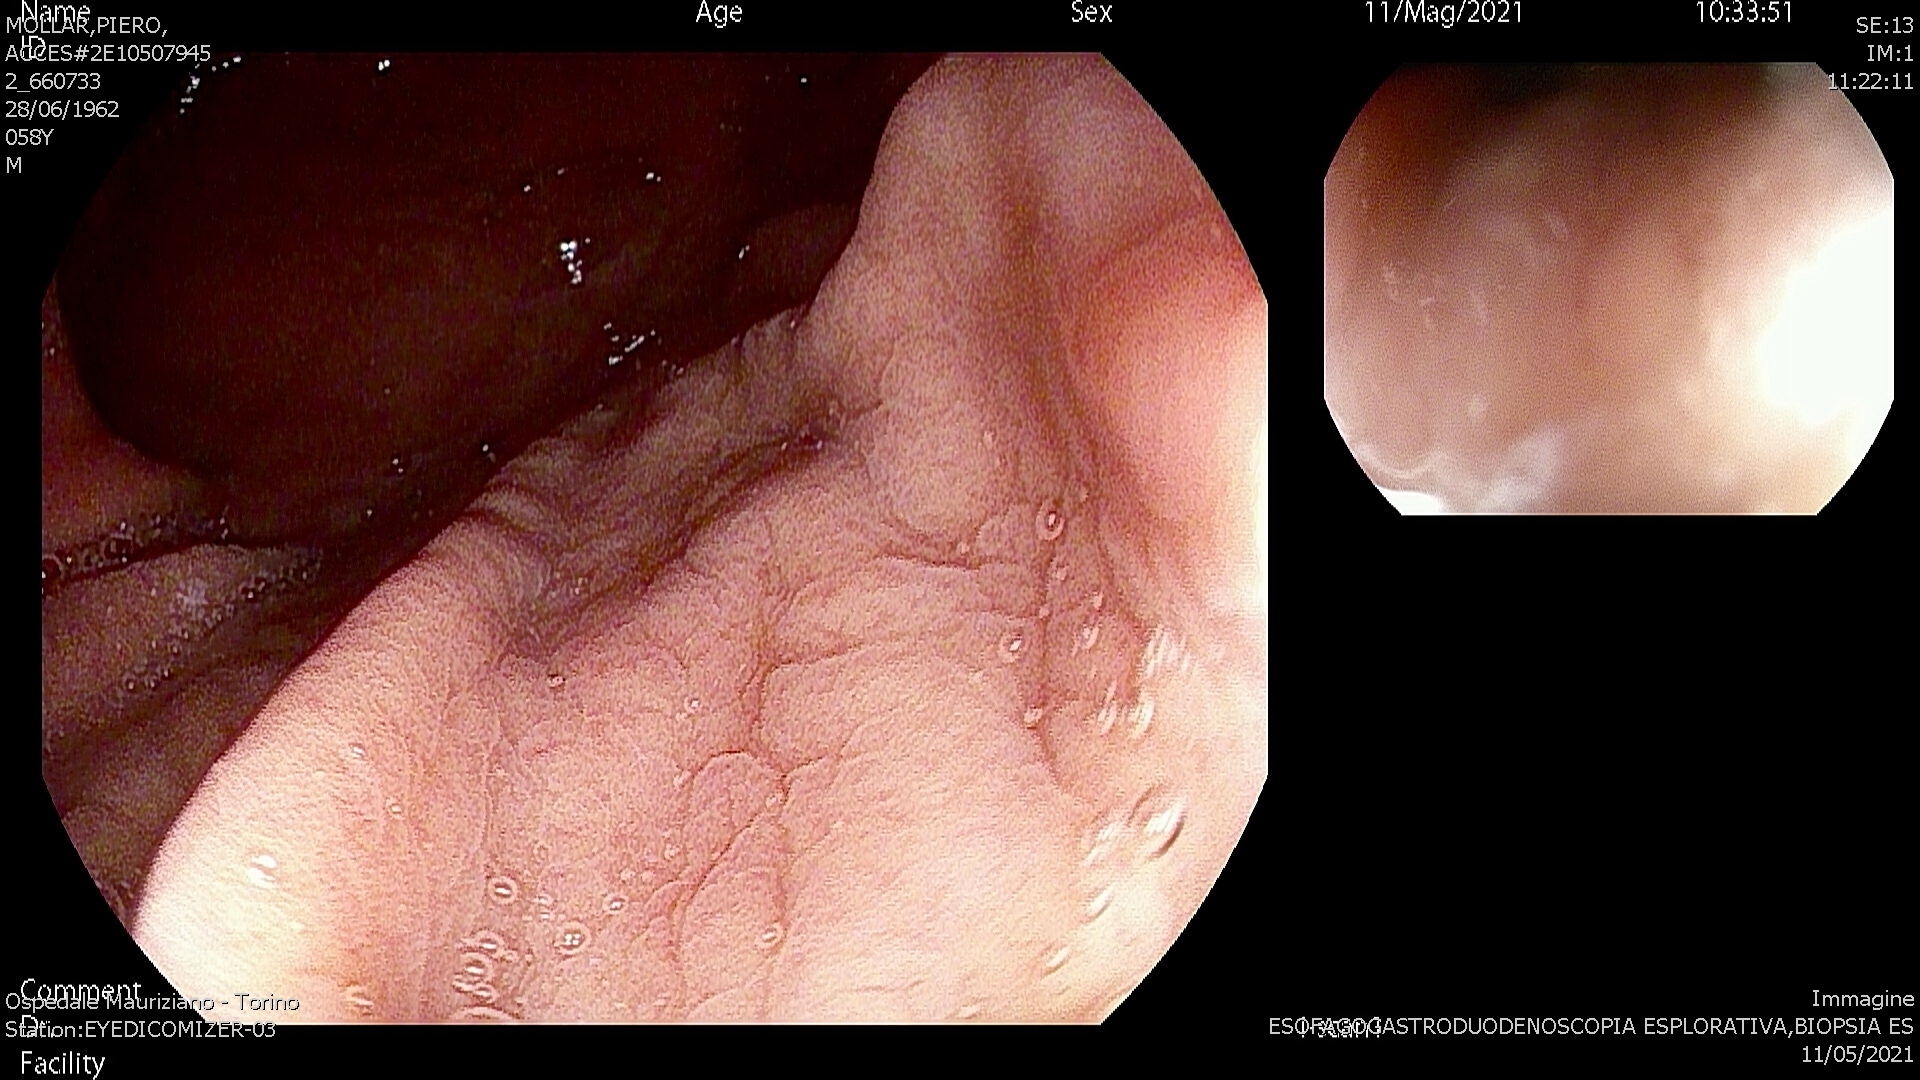 Name Age Sex 11/Mag/2021 10:33:51
MOLLAR,PIERO,
SE:13
ID
ACCES#2E10507945
IM:1
2_660733
11:22:11
28/06/1962
058Y
M
Comment
Ospedale Mauriziano - Torino
Immagine
Dr.
Station:EYEDICOMIZER-03
ESOFAGOGASTRODUODENOSCOPIA ESPLORATIVA,BIOPSIA ES
Facility
11/05/2021